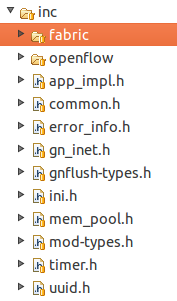 inc
fabric
openflow
app_impl.h
common.h
error_info.h
gn_inet.h
gnflush-types.h
ini.h
mem_pool.h
mod-types.h
timer.h
uuid.h